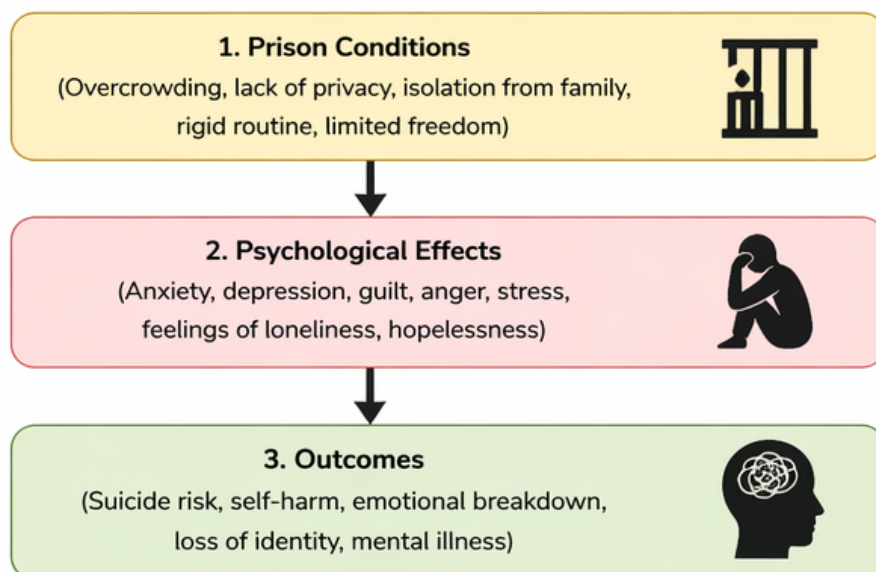 1. Prison Conditions
(Overcrowding, lack of privacy, isolation from family,
rigid routine, limited freedom)
2. Psychological Effects
(Anxiety, depression, guilt, anger, stress,
feelings of loneliness, hopelessness)
3. Outcomes
(Suicide risk, self-harm, emotional breakdown,
loss of identity, mental illness)